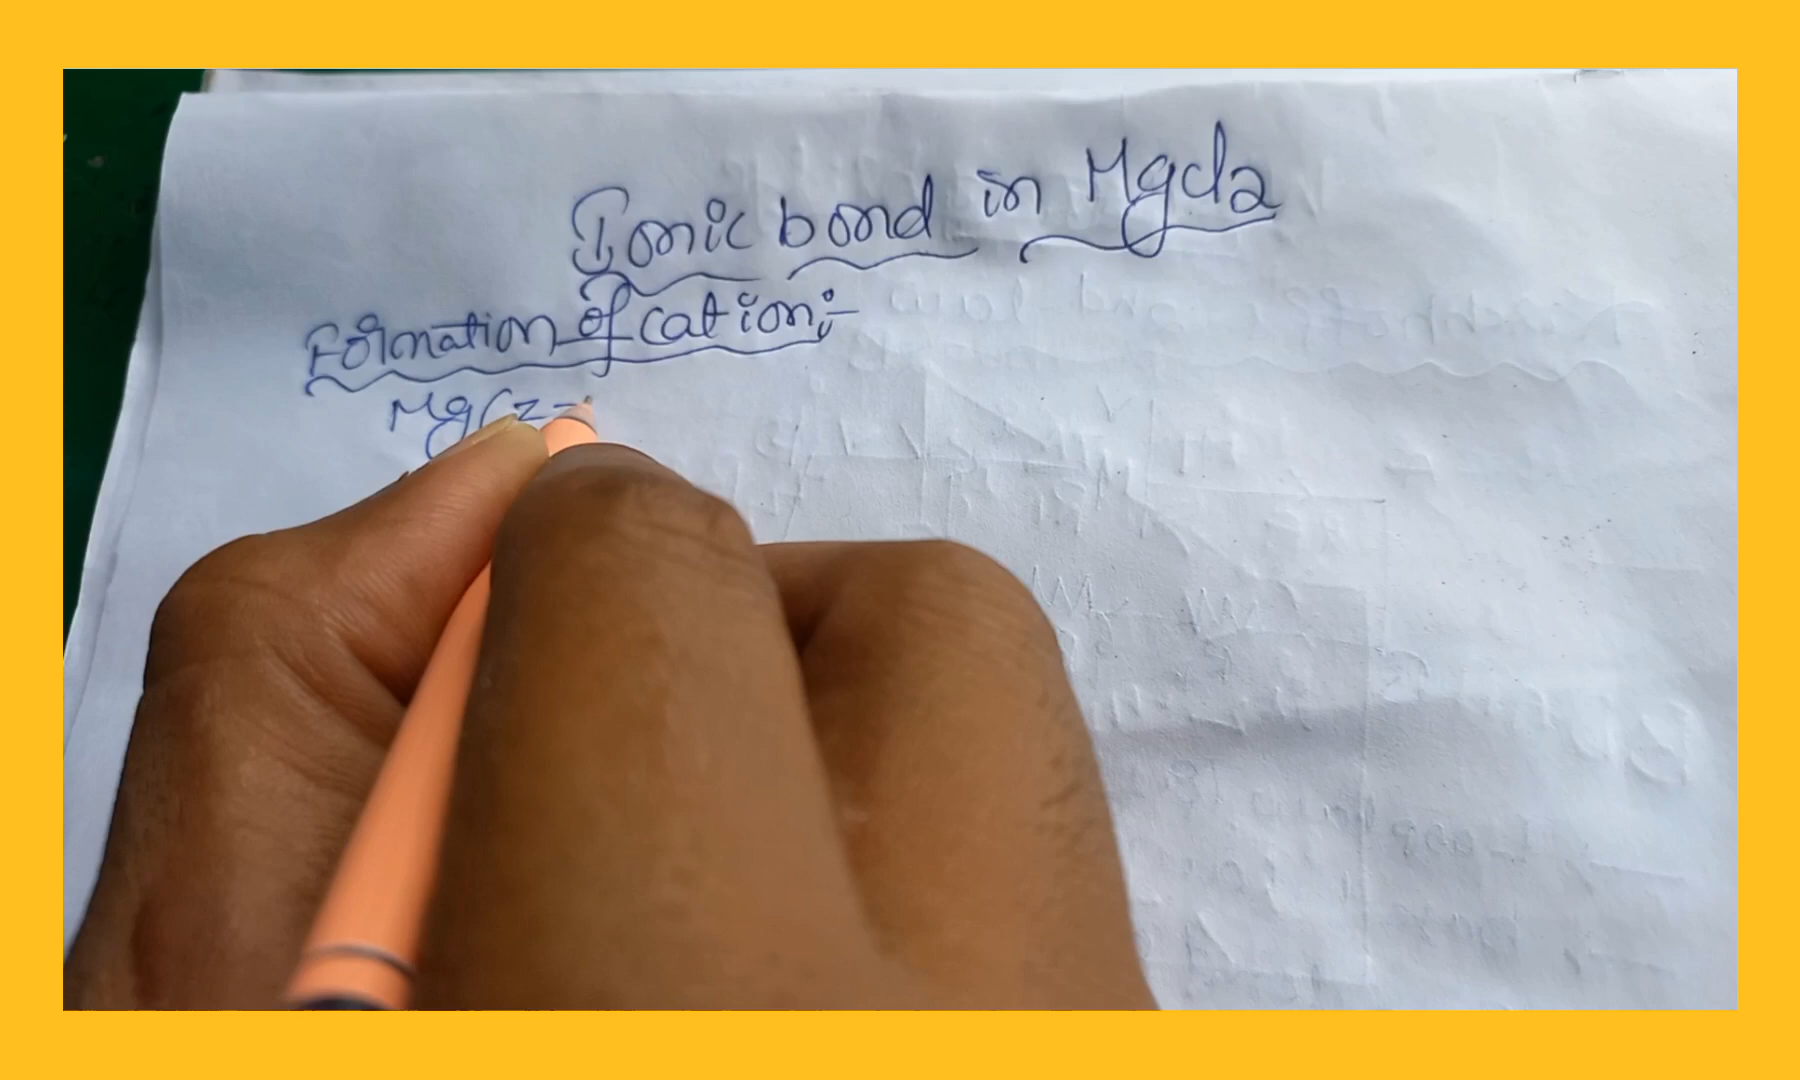 Ionic bond in Mgcl2
Formation of cation:-
Mg(z=